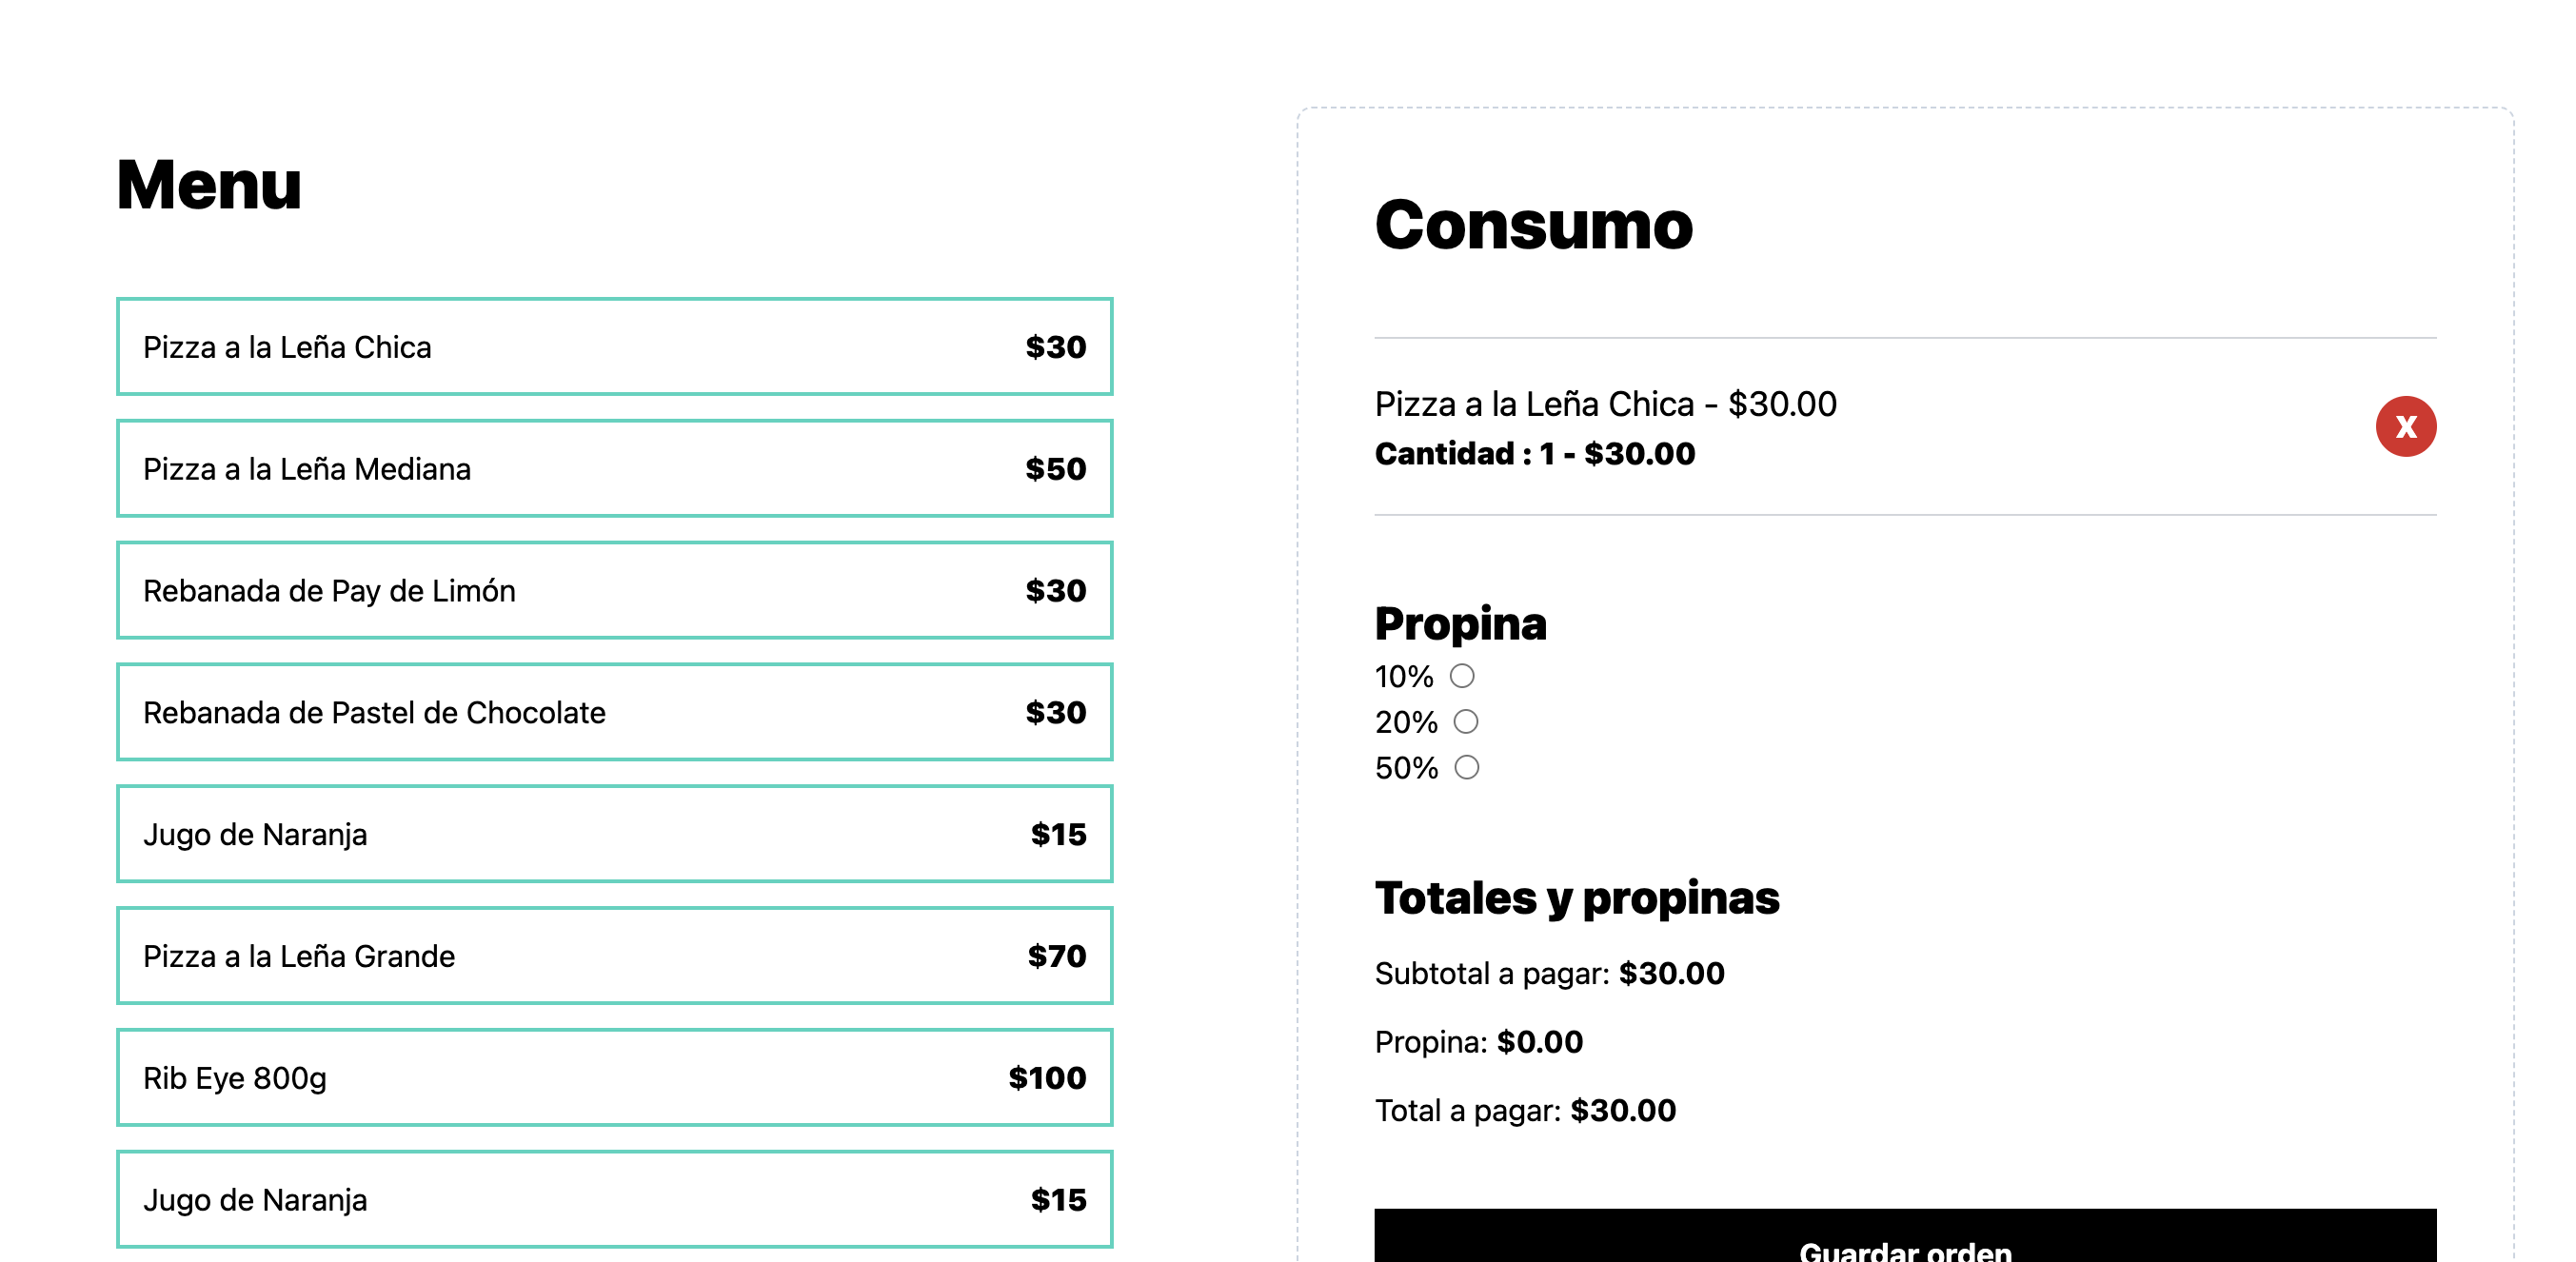 Menu
Pizza a la Leña Chica $30
Pizza a la Leña Mediana $50
Rebanada de Pay de Limón $30
Rebanada de Pastel de Chocolate $30
Jugo de Naranja $15
Pizza a la Leña Grande $70
Rib Eye 800g $100
Jugo de Naranja $15
Consumo
Pizza a la Leña Chica - $30.00
Cantidad : 1 - $30.00
X
Propina
10%
20%
50%
Totales y propinas
Subtotal a pagar: $30.00
Propina: $0.00
Total a pagar: $30.00
Guardar orden